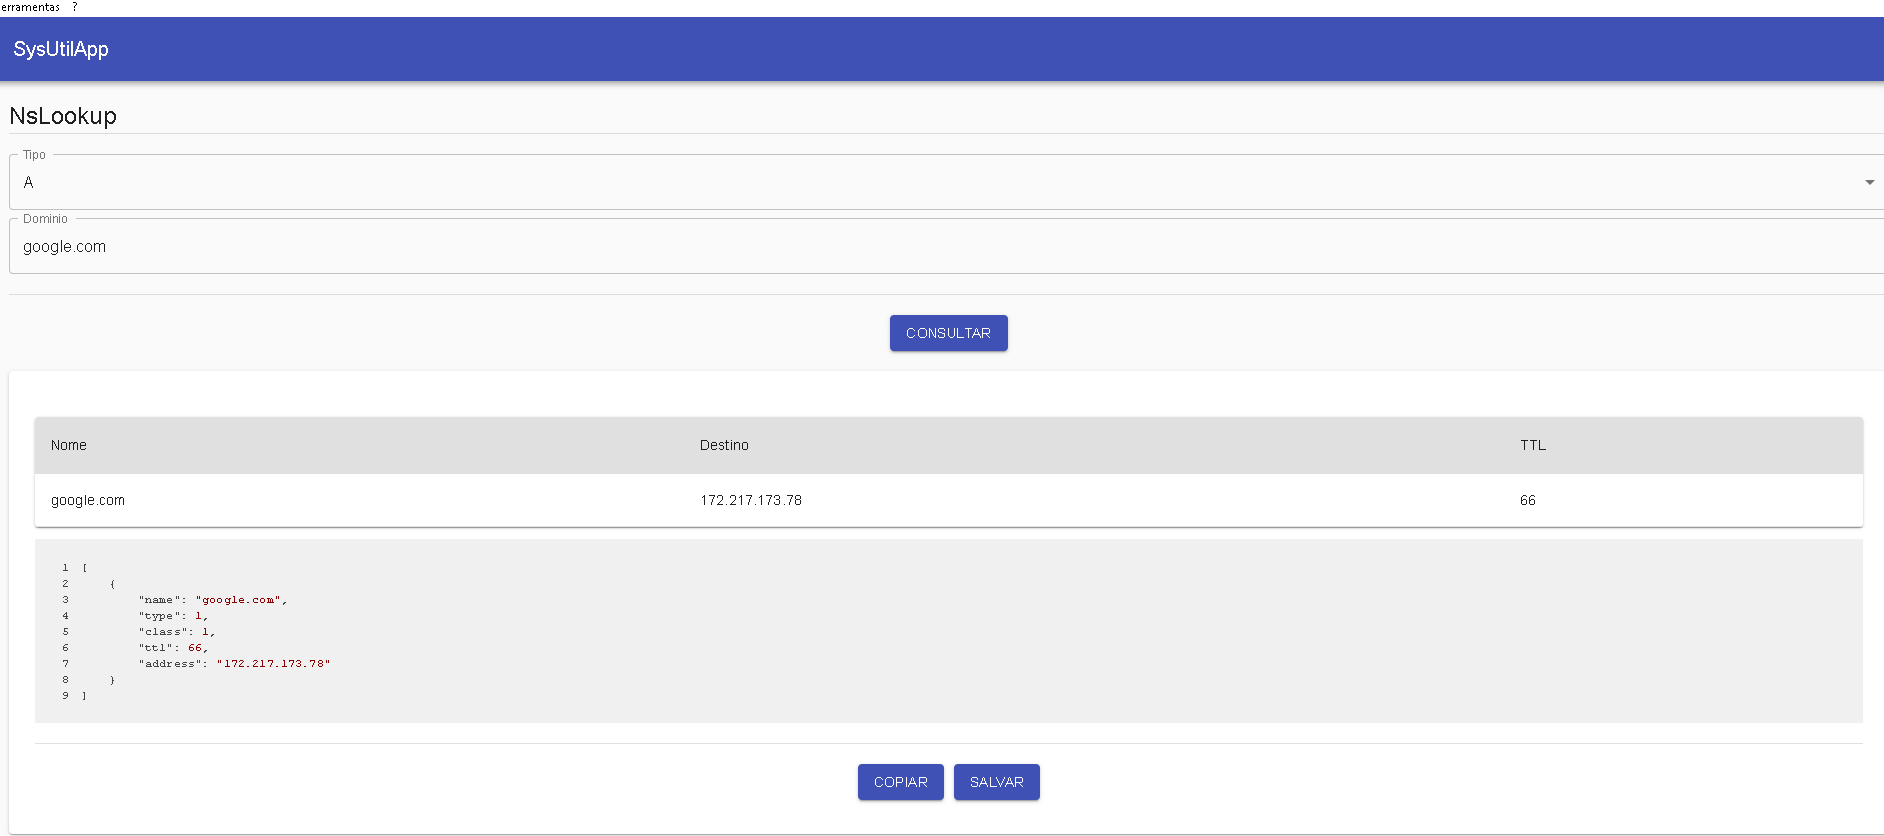 erramentas ?
SysUtilApp
NsLookup
Tipo
A
Dominio
google.com
CONSULTAR
Nome Destino TTL
google.com 172.217.173.78 66
1 [
2 {
3 "name": "google.com",
4 "type": 1,
5 "class": 1,
6 "ttl": 66,
7 "address": "172.217.173.78"
8 }
9 ]
COPIAR SALVAR